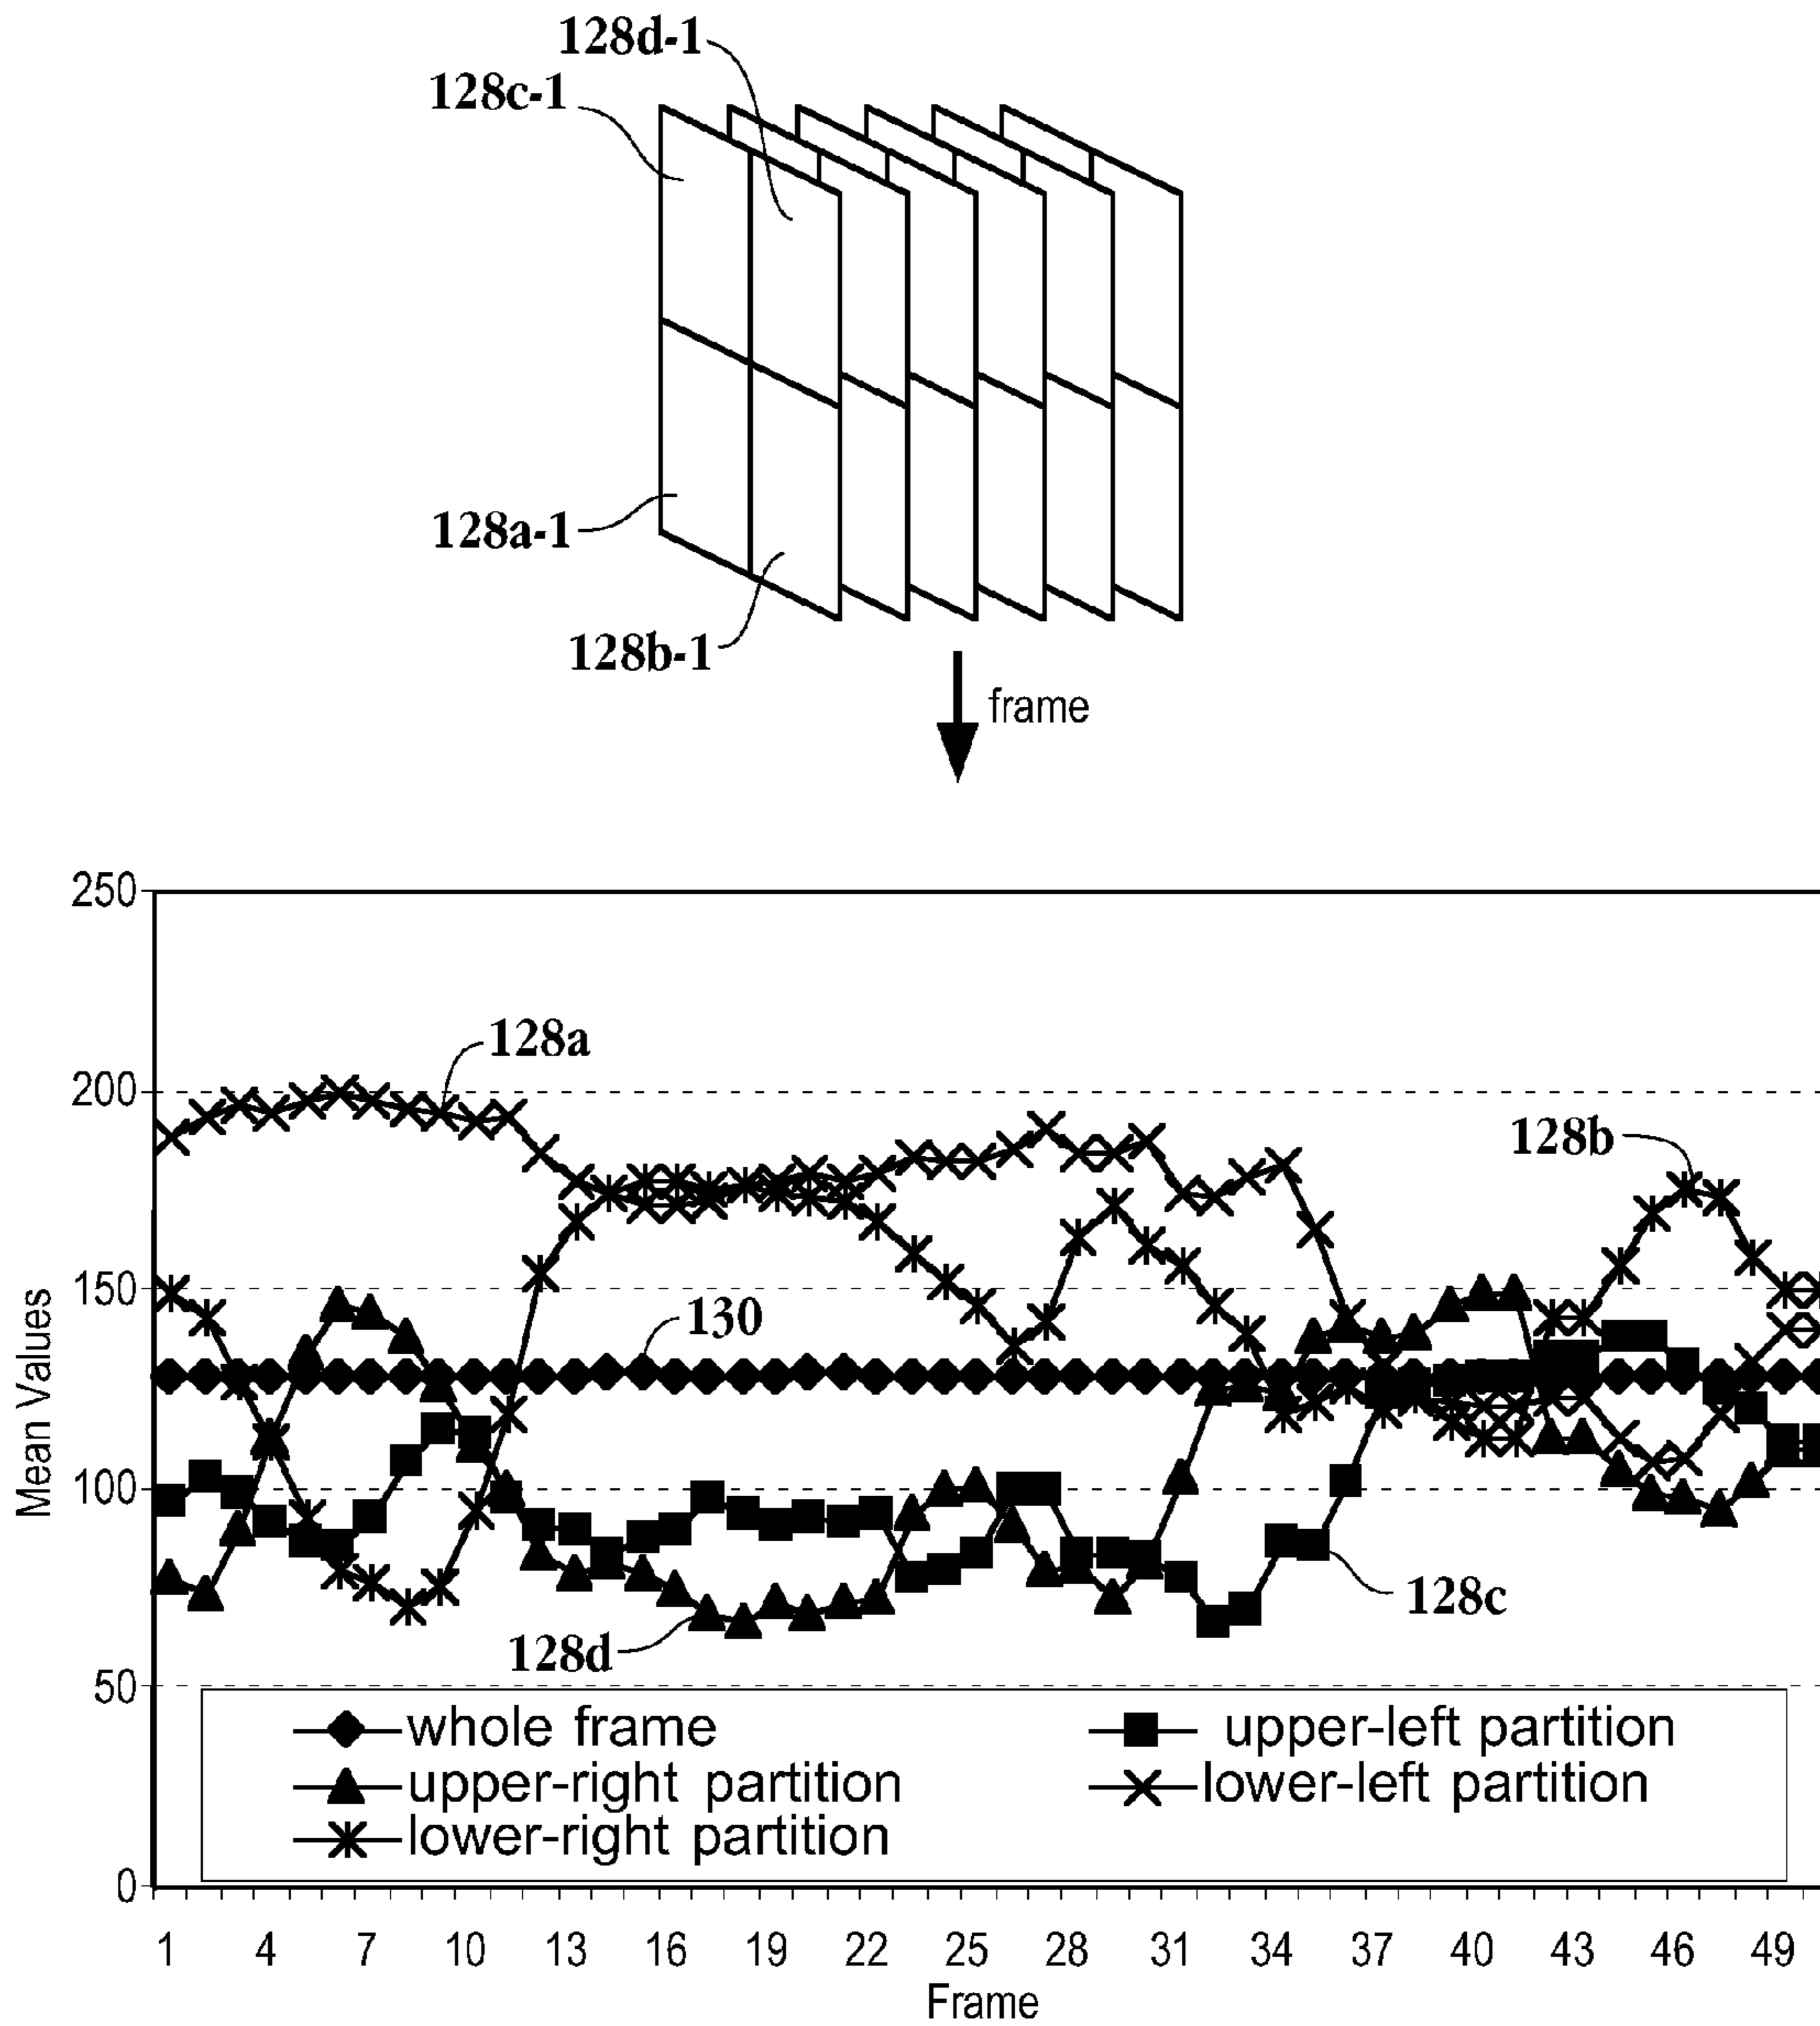 128d-1
128c-1
128a-1
128b-1
frame
250
200
150
100
50
0
Mean Values
128a
128b
130
128c
128d
whole frame
upper-left partition
upper-right partition
lower-left partition
lower-right partition
1 4 7 10 13 16 19 22 25 28 31 34 37 40 43 46 49
Frame